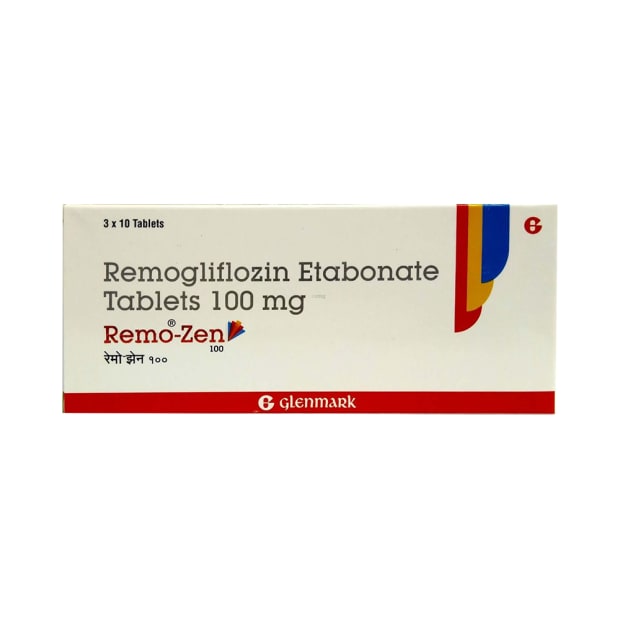 3 x 10 Tablets
Remogliflozin Etabonate
Tablets 100 mg
Remo®-Zen
100
रेमो-झेन १००
GLENMARK